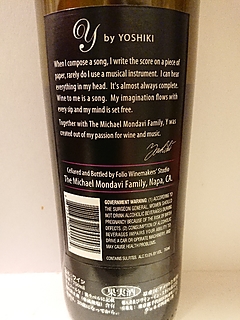 Y by YOSHIKI
When I compose a song, I write the score on a piece of
paper, rarely do I use a musical instrument. I can hear
everything in my head. It's almost always complete.
Wine to me is a song. My imagination flows with
every sip and my mind is set free.
Together with The Michael Mondavi Family, Y was
created out of my passion for wine and music.
Cellared and Bottled by Folio Winemakers' Studio
The Michael Mondavi Family, Napa, CA.
GOVERNMENT WARNING: (1) ACCORDING TO
THE SURGEON GENERAL, WOMEN SHOULD
NOT DRINK ALCOHOLIC BEVERAGES DURING
PREGNANCY BECAUSE OF THE RISK OF BIRTH
DEFECTS. (2) CONSUMPTION OF ALCOHOLIC
BEVERAGES IMPAIRS YOUR ABILITY TO
DRIVE A CAR OR OPERATE MACHINERY, AND
MAY CAUSE HEALTH PROBLEMS.
CONTAINS SULFITES.
果実酒